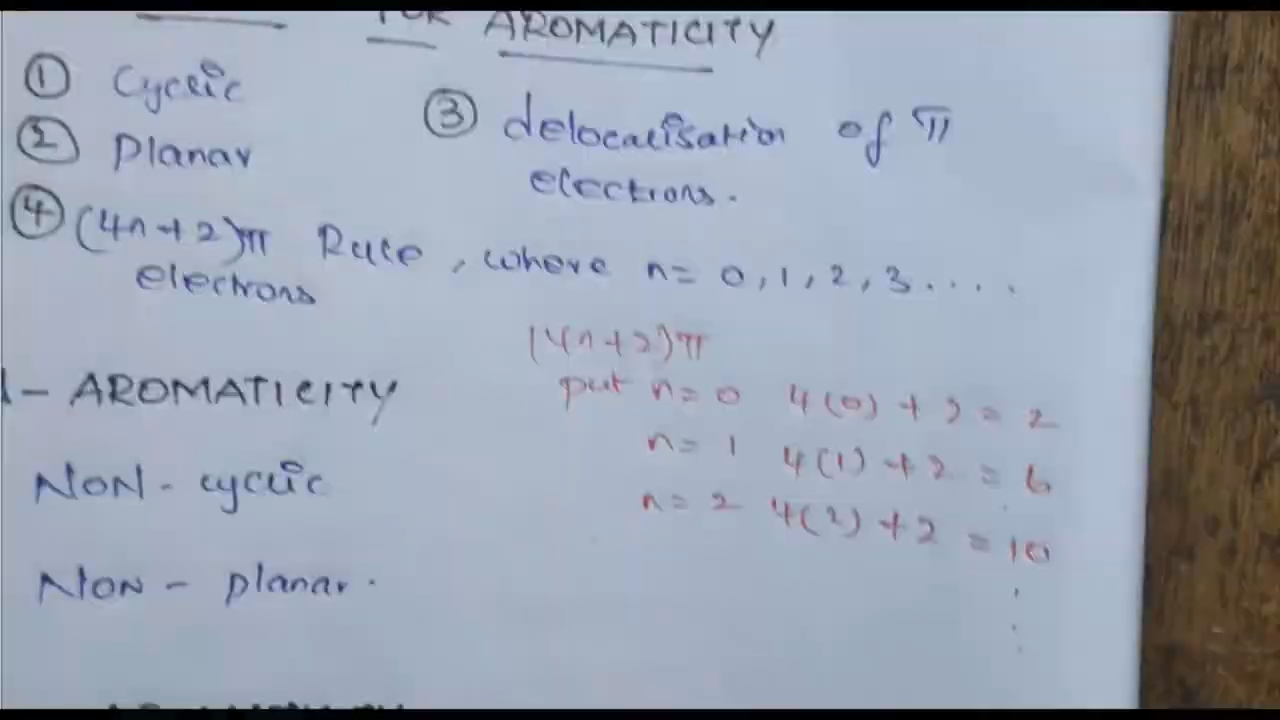 FOR AROMATICITY
① Cyclic
② Planar
③ delocalisation of π
electrons.
④ (4n+2)π Rule, where n= 0, 1, 2, 3 . . . .
electrons
(4n+2)π
put n= 0 4(0) + 2 = 2
n= 1 4(1) + 2 = 6
n= 2 4(2) + 2 = 10
- AROMATICITY
NON - cyclic
NON - planar.